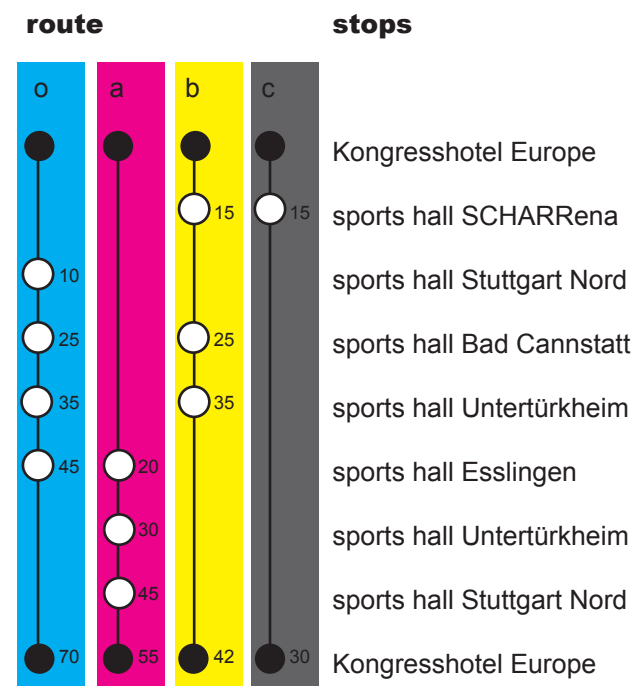 route stops
o a b c
Kongresshotel Europe
15 15 sports hall SCHARRena
10 sports hall Stuttgart Nord
25 25 sports hall Bad Cannstatt
35 35 sports hall Untertürkheim
45 20 sports hall Esslingen
30 sports hall Untertürkheim
45 sports hall Stuttgart Nord
70 55 42 30 Kongresshotel Europe